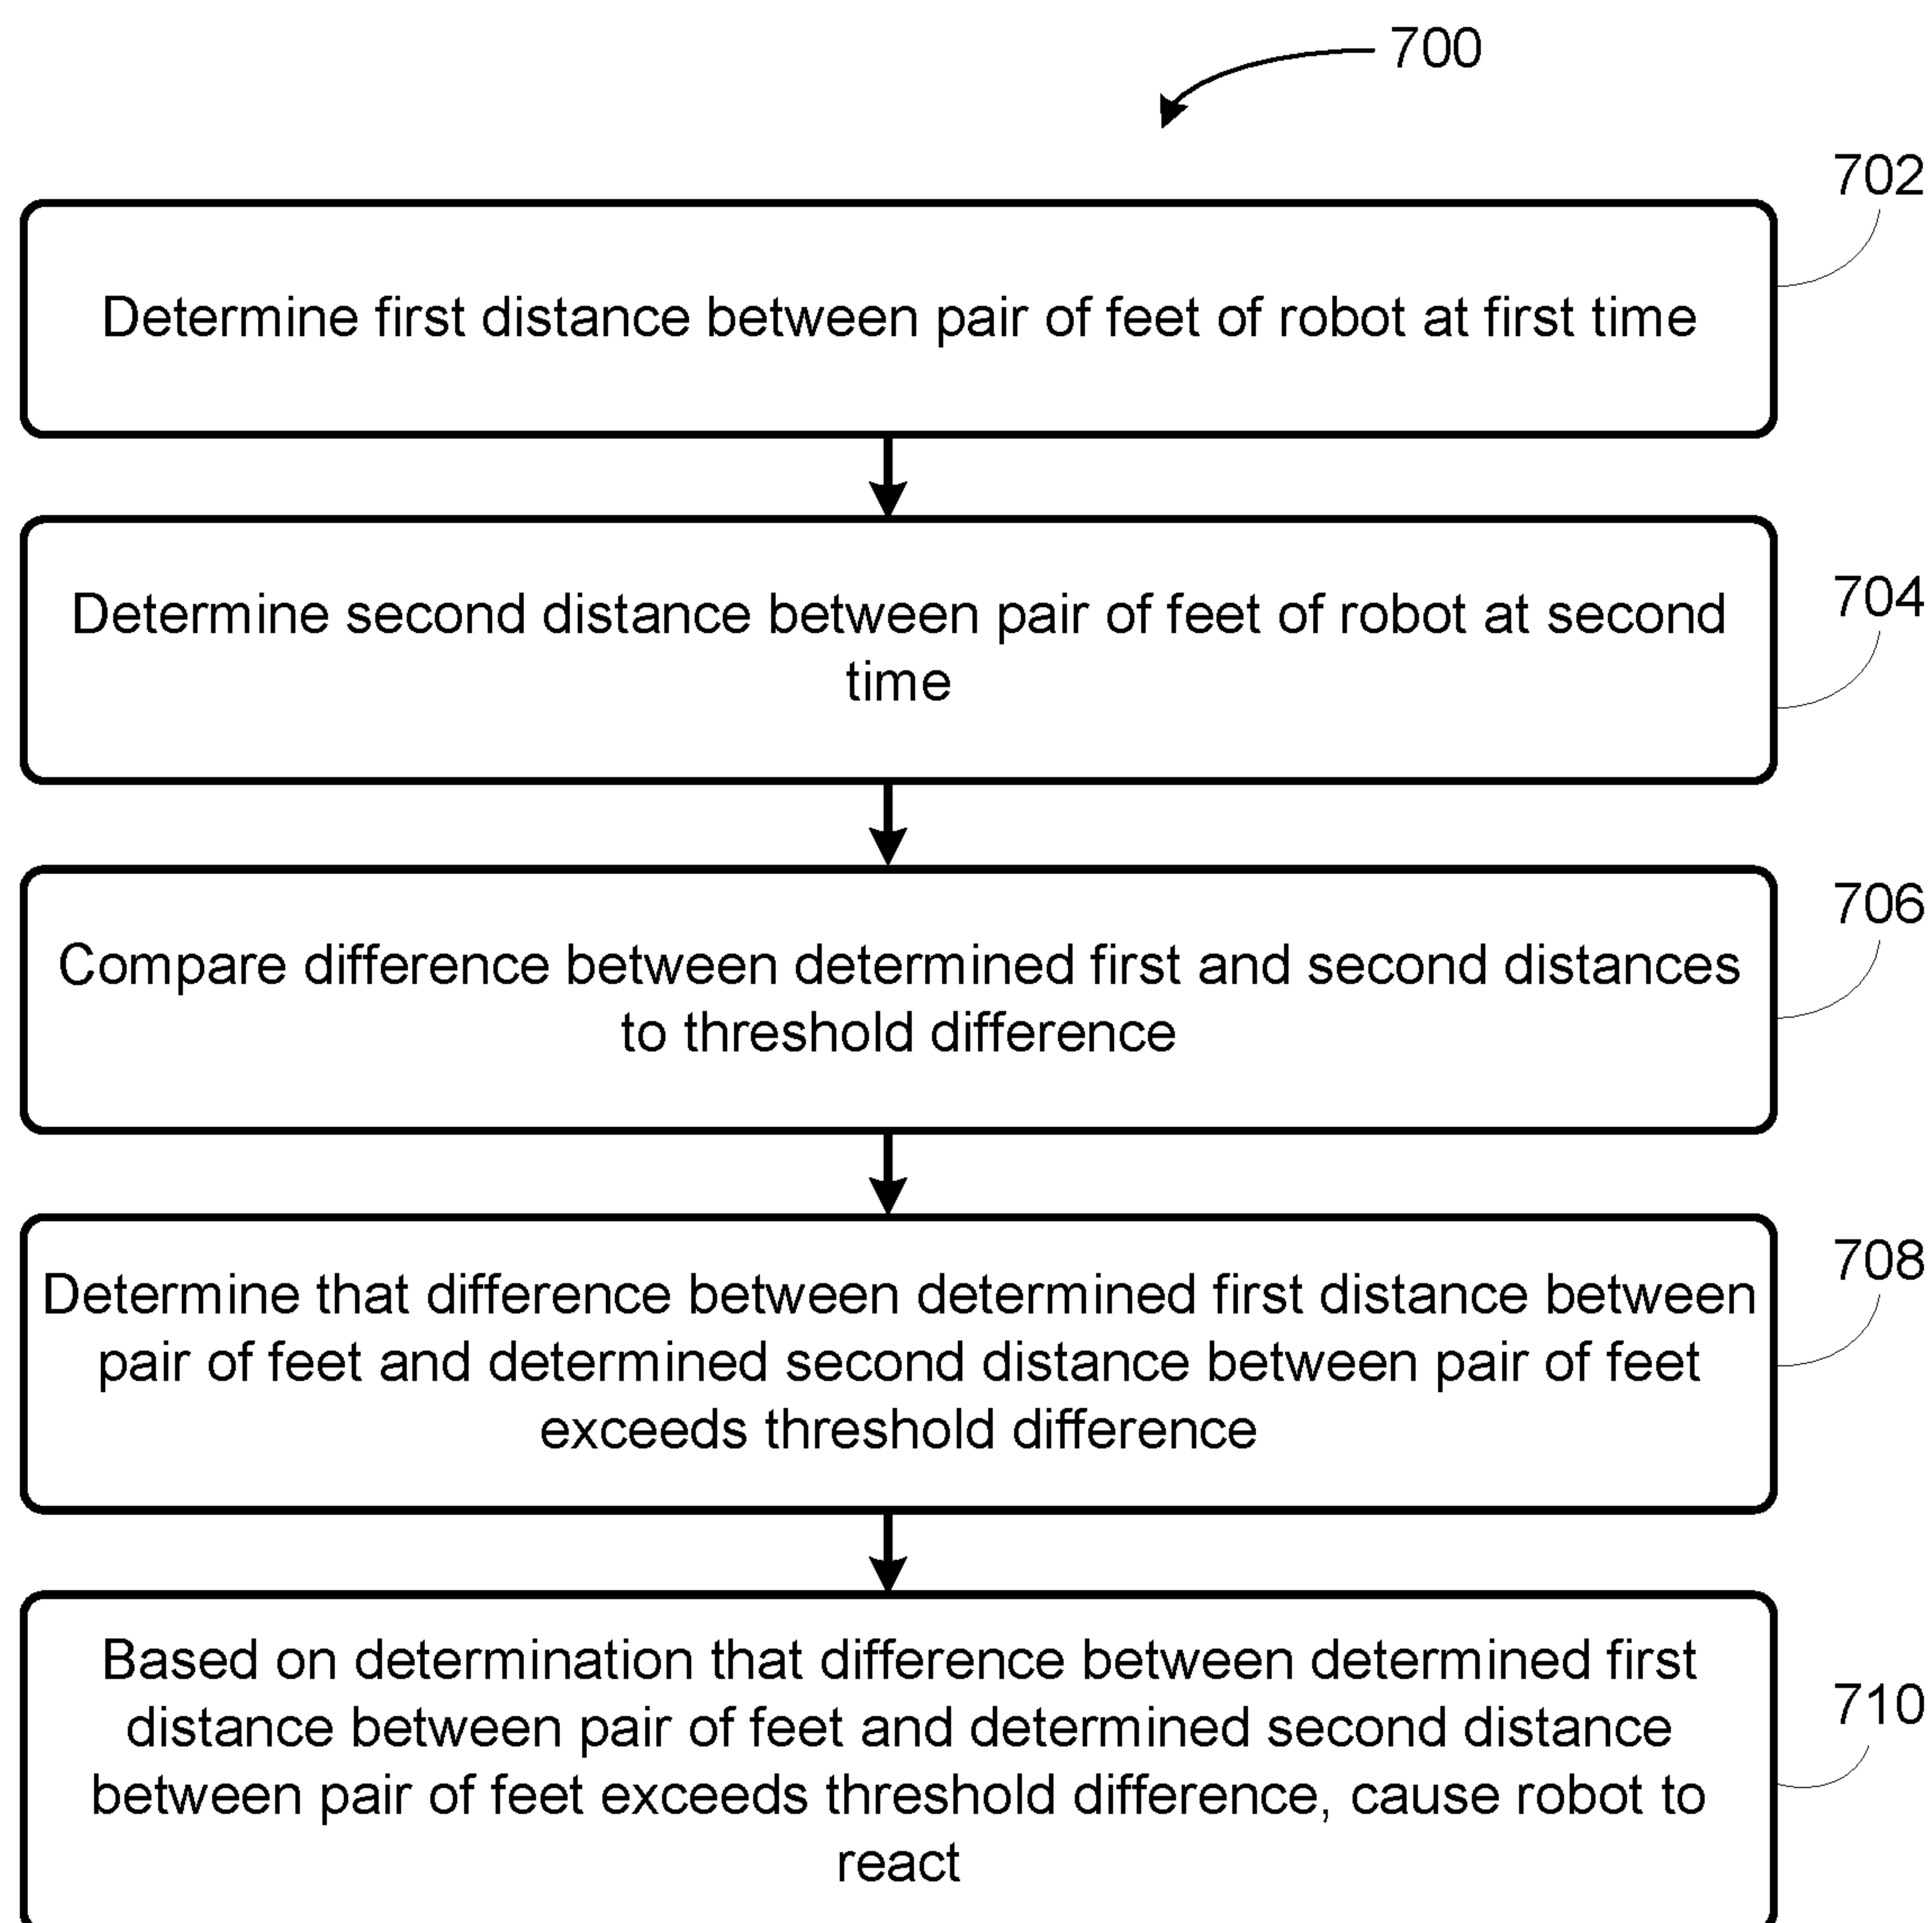 700
702
Determine first distance between pair of feet of robot at first time
704
Determine second distance between pair of feet of robot at second
time
706
Compare difference between determined first and second distances
to threshold difference
708
Determine that difference between determined first distance between
pair of feet and determined second distance between pair of feet
exceeds threshold difference
710
Based on determination that difference between determined first
distance between pair of feet and determined second distance
between pair of feet exceeds threshold difference, cause robot to
react